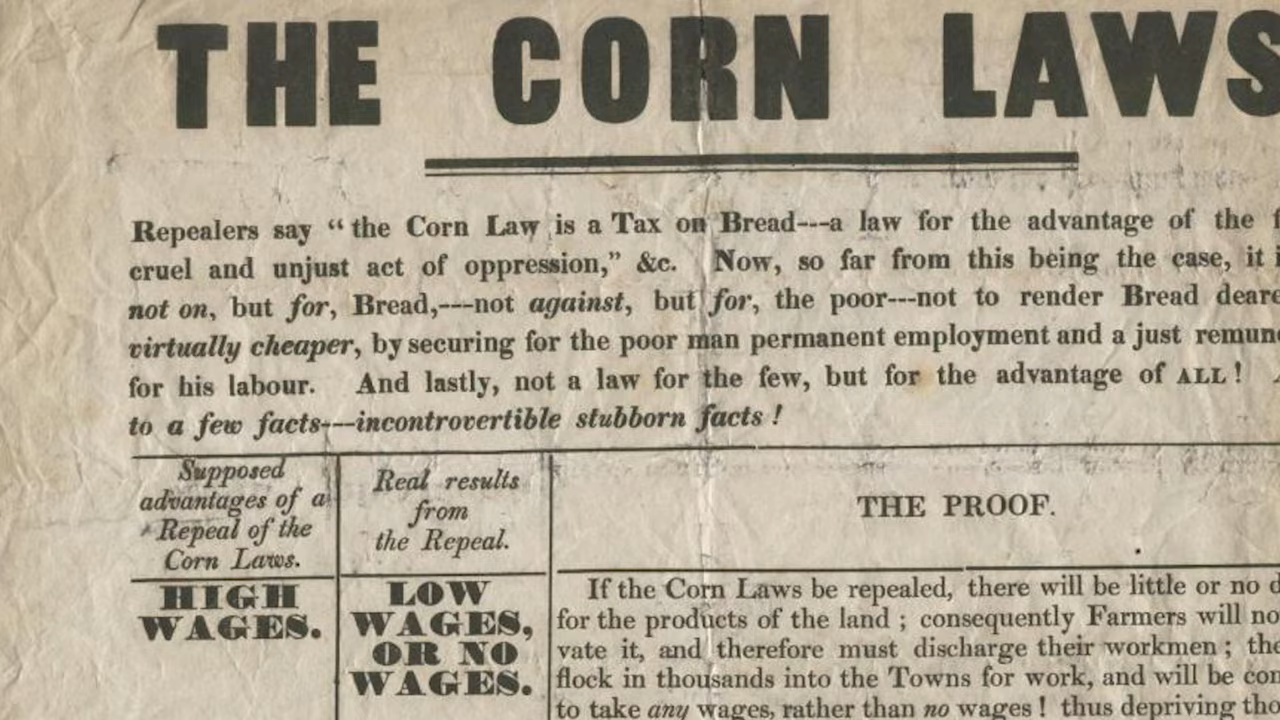 THE CORN LAWS
Repealers say “ the Corn Law is a Tax on Bread---a law for the advantage of the
cruel and unjust act of oppression,” &c. Now, so far from this being the case, it
not on, but for, Bread,---not against, but for, the poor---not to render Bread
virtually cheaper, by securing for the poor man permanent employment and a just
for his labour. And lastly, not a law for the few, but for the advantage of ALL !
to a few facts---incontrovertible stubborn facts !
Supposed
advantages of a
Repeal of the
Corn Laws.
Real results
from
the Repeal.
THE PROOF.
HIGH
WAGES.
LOW
WAGES,
OR NO
WAGES.
If the Corn Laws be repealed, there will be little or no
for the products of the land ; consequently Farmers will
vate it, and therefore must discharge their workmen ;
flock in thousands into the Towns for work, and will be
to take any wages, rather than no wages ! thus depriving